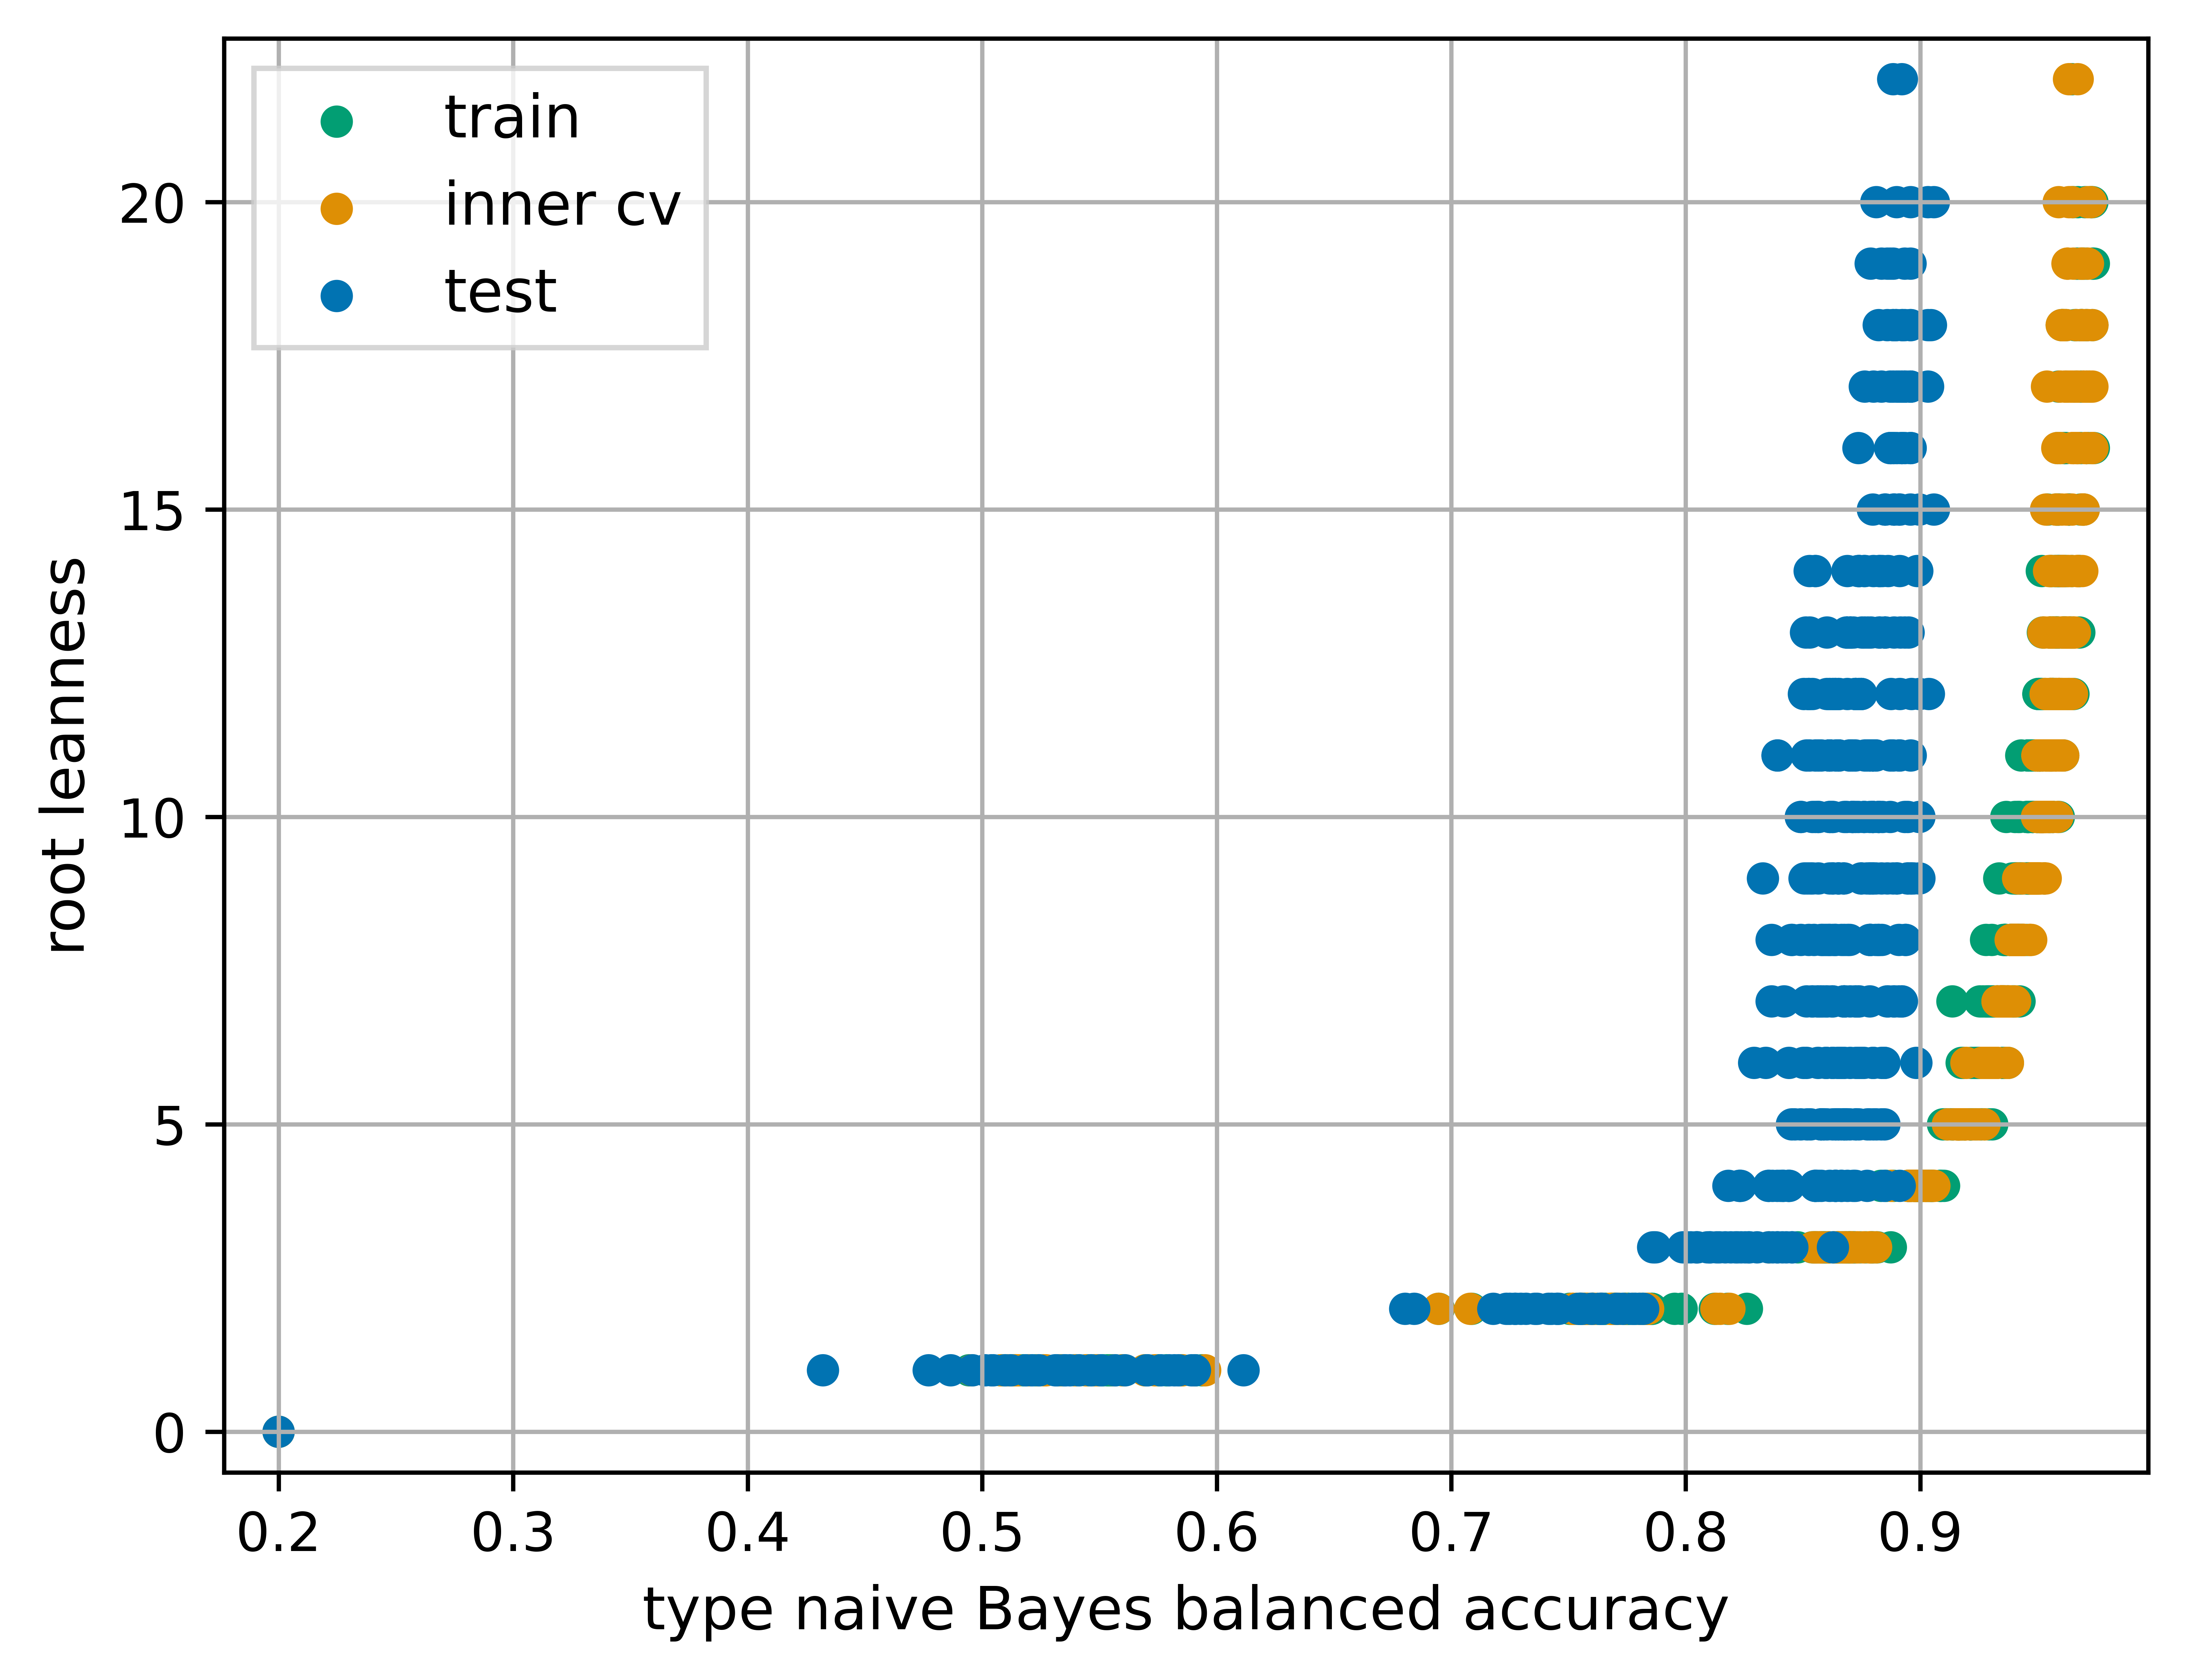 train
inner cv
test
20
15
10
5
0
root leanness
0.2 0.3 0.4 0.5 0.6 0.7 0.8 0.9
type naive Bayes balanced accuracy